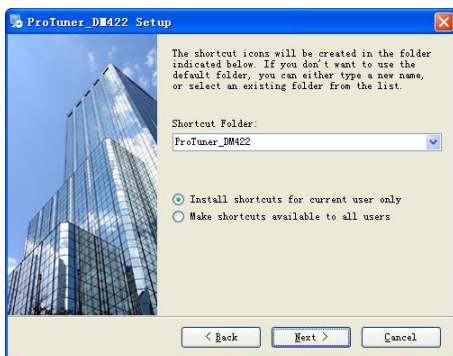 ProTuner_DM422 Setup
The shortcut icons will be created in the folder
indicated below. If you don't want to use the
default folder, you can either type a new name,
or select an existing folder from the list.
Shortcut Folder:
ProTuner_DM422
Install shortcuts for current user only
Make shortcuts available to all users
< Back
Next >
Cancel